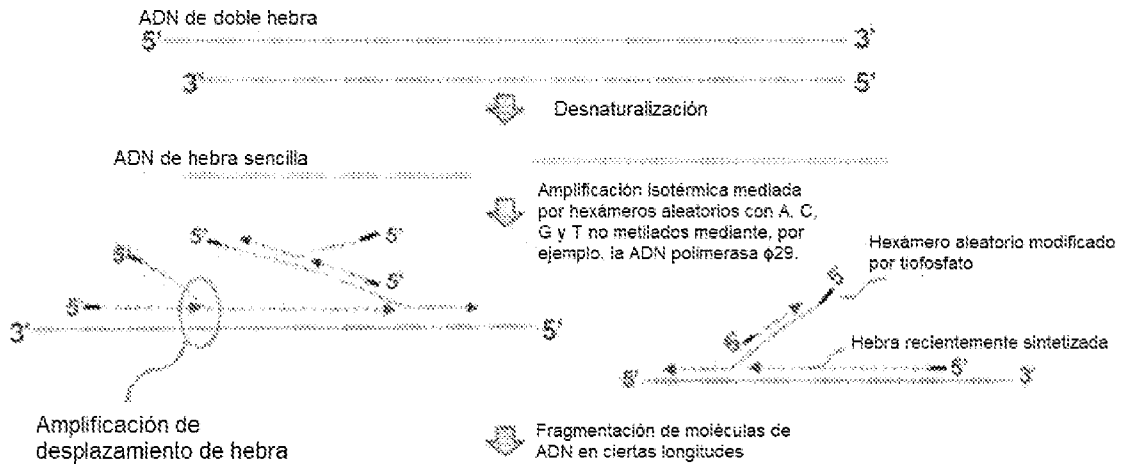 ADN de doble hebra
5' 3'
3' 5'
Desnaturalización
ADN de hebra sencilla
Amplificación isotérmica mediada
por hexámeros aleatorios con A, C,
G y T no metilados mediante, por
ejemplo, la ADN polimerasa φ29.
5' 5'
5' 5'
5'
3' 5'
Amplificación de
desplazamiento de hebra
Hexámero aleatorio modificado
por tiofosfato
5'
5'
Hebra recientemente sintetizada
5'
5' 3'
Fragmentación de moléculas de
ADN en ciertas longitudes